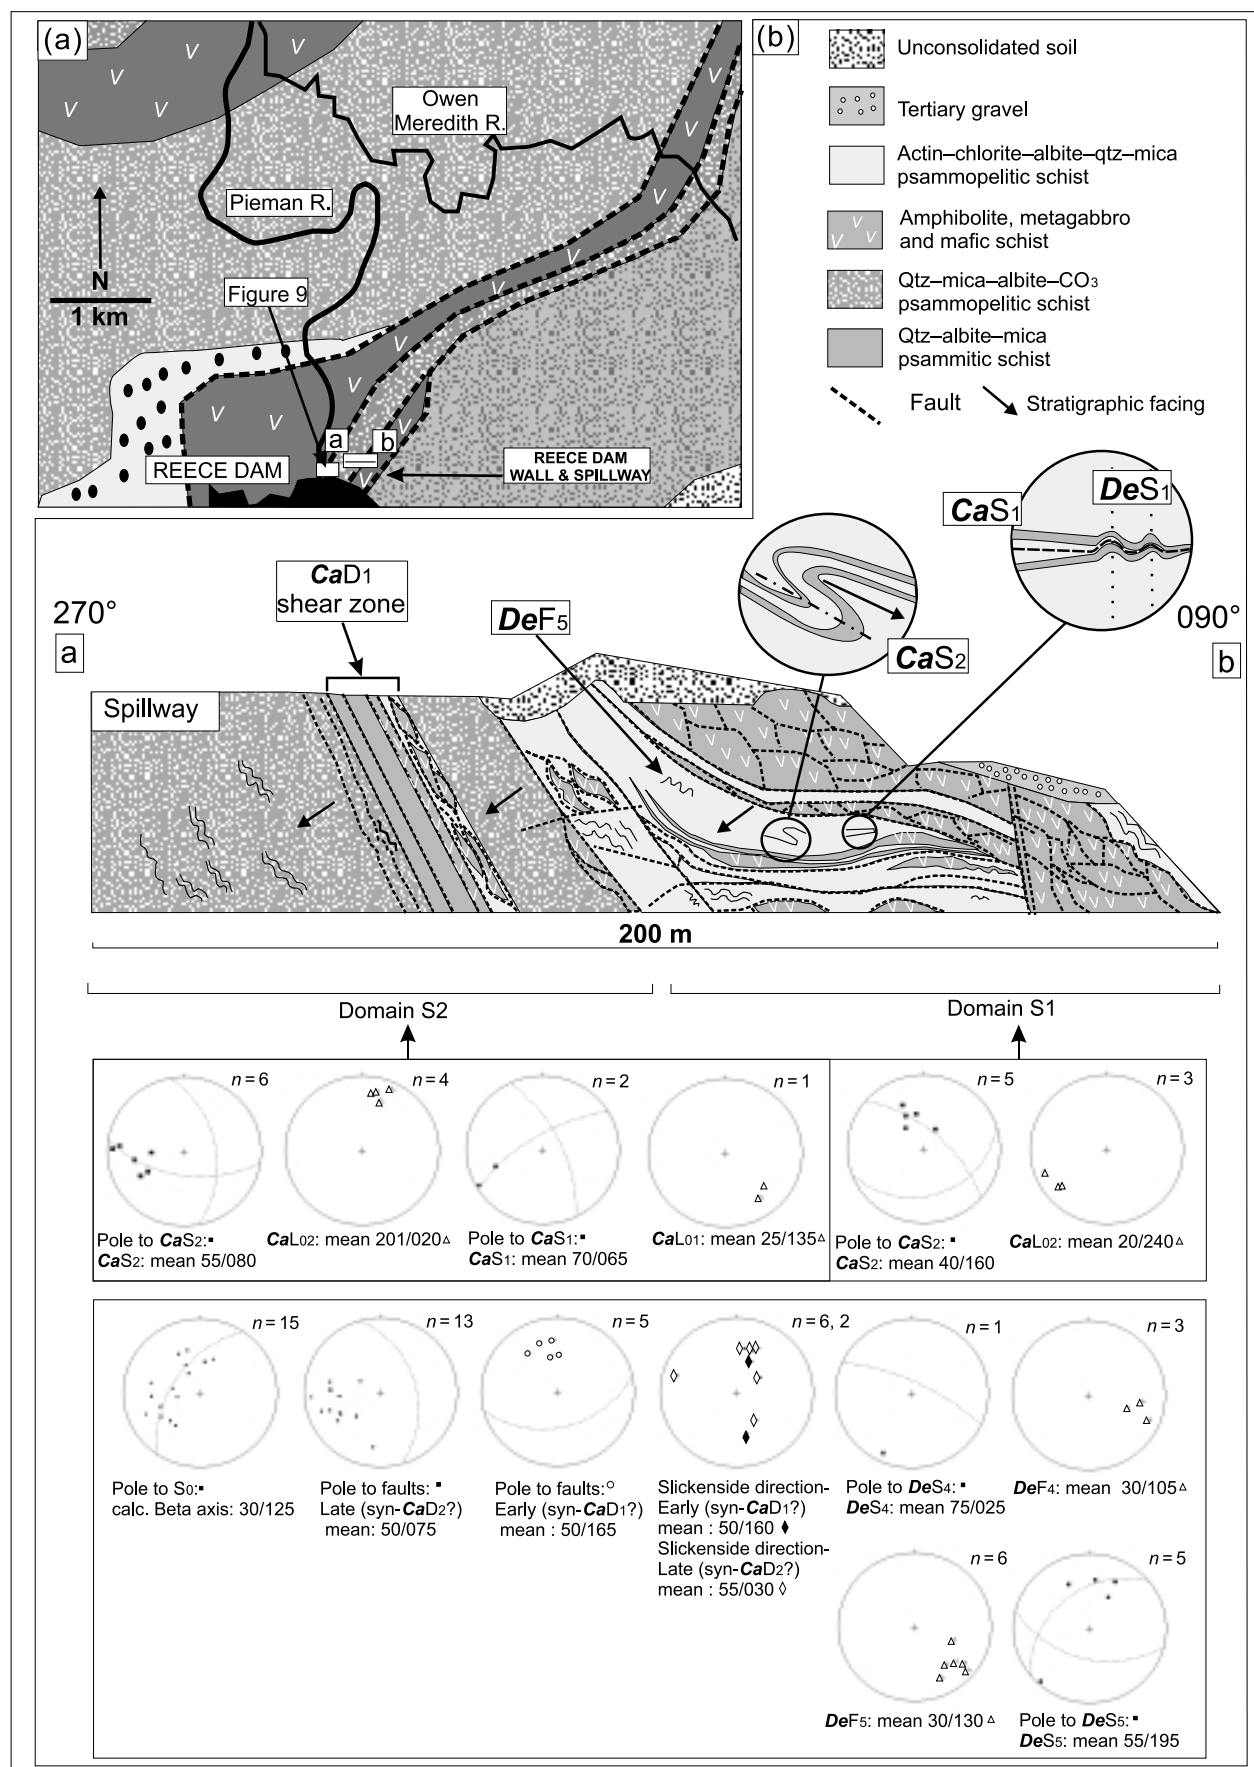 (a)
Owen
Meredith R.
Pieman R.
N
1 km
Figure 9
a
b
REECE DAM
REECE DAM
WALL & SPILLWAY
V V V V V V V V V V V V V V
(b)
Unconsolidated soil
Tertiary gravel
Actin–chlorite–albite–qtz–mica
psammopelitic schist
Amphibolite, metagabbro
and mafic schist
Qtz–mica–albite–CO3
psammopelitic schist
Qtz–albite–mica
psammitic schist
Fault
Stratigraphic facing
CaS1
DeS1
CaD1
shear zone
DeF5
CaS2
270°
a
090°
b
Spillway
200 m
Domain S2
Domain S1
n=6
n=4
n=2
n=1
n=5
n=3
Pole to CaS2:
CaS2: mean 55/080
CaL02: mean 201/020
Pole to CaS1:
CaS1: mean 70/065
CaL01: mean 25/135
Pole to CaS2:
CaS2: mean 40/160
CaL02: mean 20/240
n=15
n=13
n=5
n=6, 2
n=1
n=3
Pole to S0:
calc. Beta axis: 30/125
Pole to faults:
Late (syn-CaD2?)
mean: 50/075
Pole to faults:
Early (syn-CaD1?)
mean : 50/165
Slickenside direction-
Early (syn-CaD1?)
mean : 50/160
Slickenside direction-
Late (syn-CaD2?)
mean : 55/030
Pole to DeS4:
DeS4: mean 75/025
DeF4: mean 30/105
n=6
n=5
DeF5: mean 30/130
Pole to DeS5:
DeS5: mean 55/195